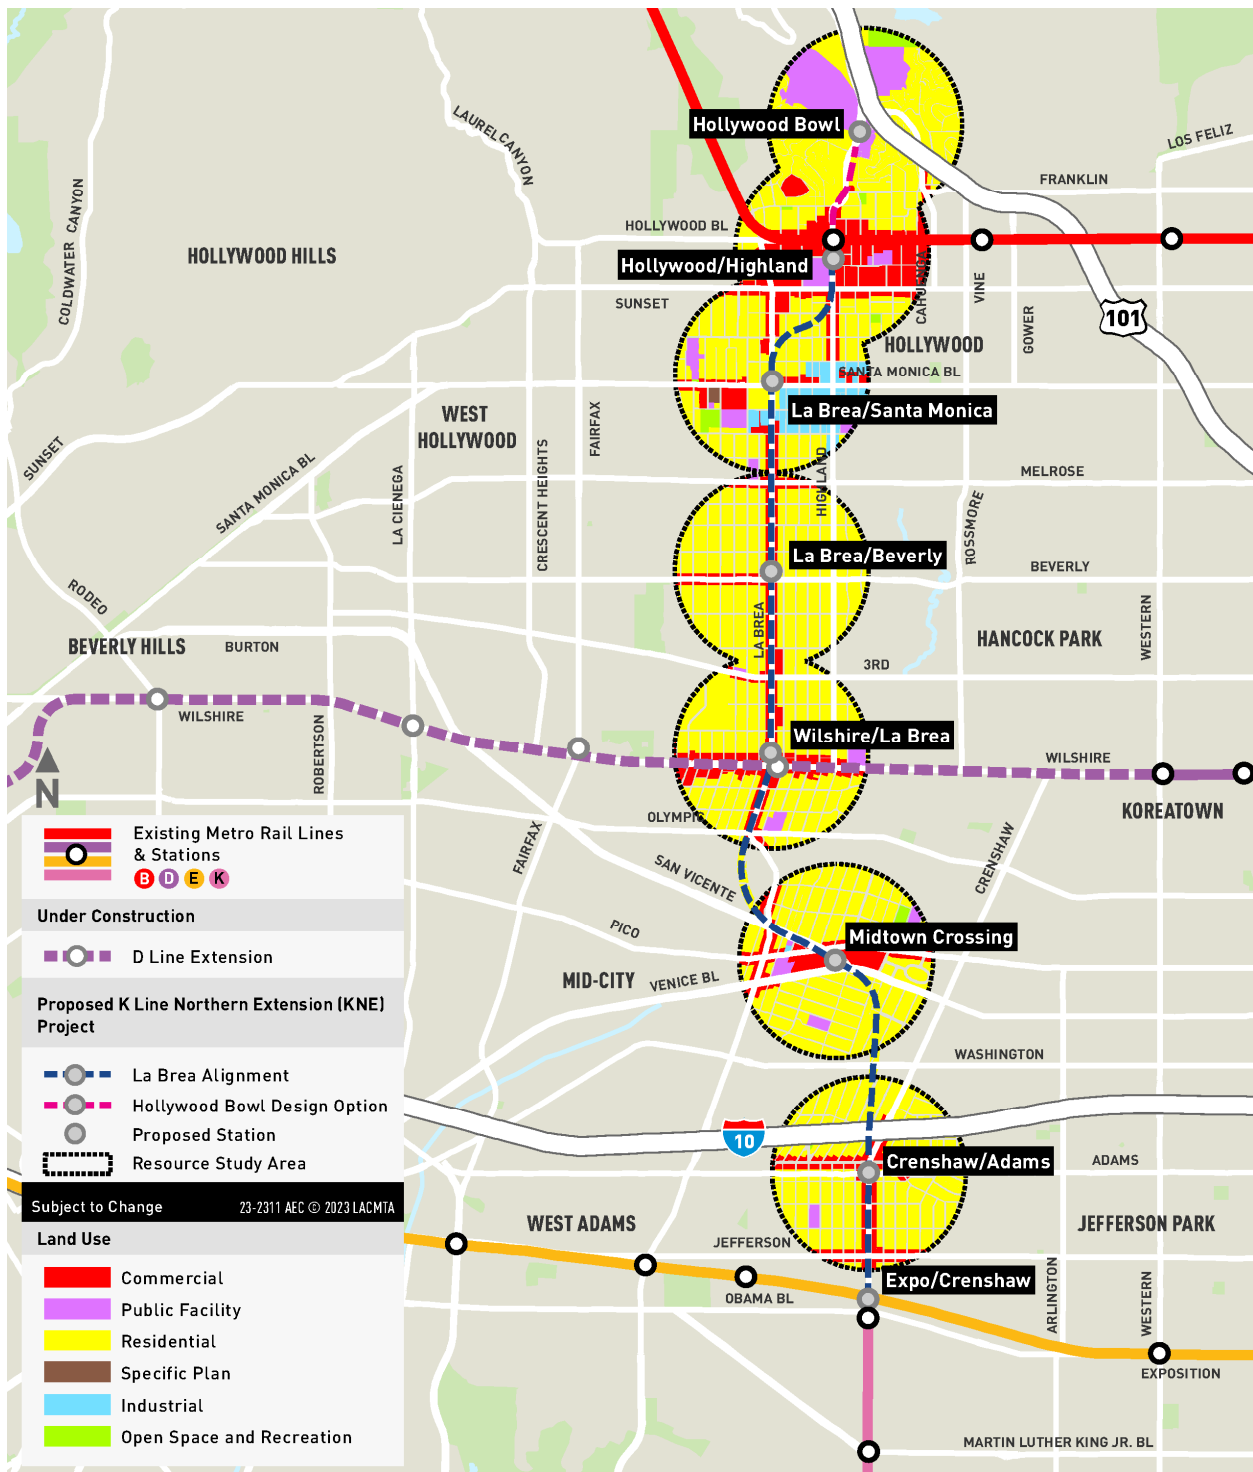 Hollywood Bowl
LAUREL CANYON
LOS FELIZ
FRANKLIN
COLDWATER CANYON
HOLLYWOOD BL
HOLLYWOOD HILLS
Hollywood/Highland
CAHUENGA
VINE
SUNSET
GOWER
101
HOLLYWOOD
SANTA MONICA BL
WEST
HOLLYWOOD
FAIRFAX
La Brea/Santa Monica
SUNSET
SANTA MONICA BL
LA CIENEGA
CRESCENT HEIGHTS
HIGHLAND
MELROSE
ROSSMORE
La Brea/Beverly
BEVERLY
RODEO
LA BREA
WESTERN
BEVERLY HILLS
BURTON
HANCOCK PARK
3RD
WILSHIRE
ROBERTSON
Wilshire/La Brea
WILSHIRE
N
KOREATOWN
OLYMPIC
FAIRFAX
SAN VICENTE
CRENSHAW
PICO
Midtown Crossing
MID-CITY
VENICE BL
WASHINGTON
10
Crenshaw/Adams
ADAMS
WEST ADAMS
JEFFERSON PARK
JEFFERSON
Expo/Crenshaw
OBAMA BL
ARLINGTON
WESTERN
EXPOSITION
MARTIN LUTHER KING JR. BL
Existing Metro Rail Lines
& Stations
B D E K
Under Construction
D Line Extension
Proposed K Line Northern Extension (KNE)
Project
La Brea Alignment
Hollywood Bowl Design Option
Proposed Station
Resource Study Area
Subject to Change 23-2311 AEC © 2023 LACMTA
Land Use
Commercial
Public Facility
Residential
Specific Plan
Industrial
Open Space and Recreation